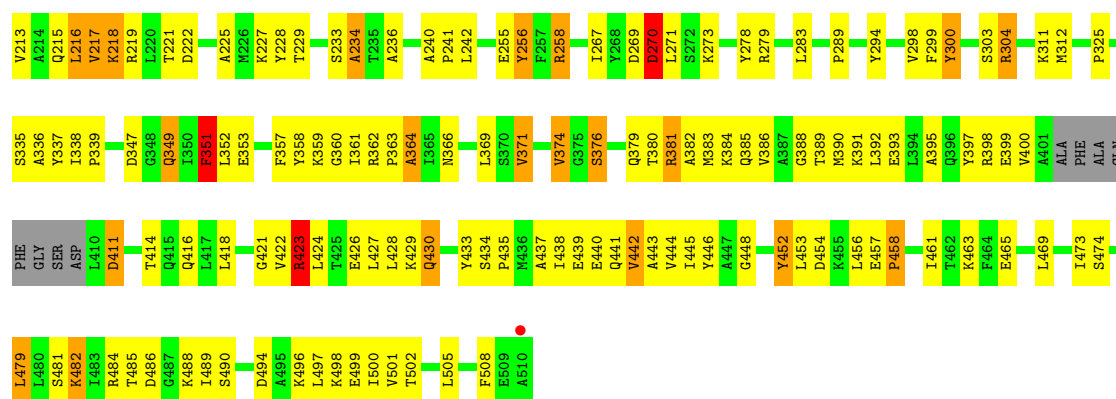 V213 A214 Q215 L216 V217 K218 R219 L220 T221 D222 A225 M226 K227 Y228 T229 S233 A234 T235 A236 A240 P241 L242 E255 Y256 F257 R258 I267 Y268 D269 D270 L271 S272 K273 Y278 R279 L283 P289 Y294 V298 F299 Y300 S303 R304 K311 M312 P325
S335 A336 Y337 I338 P339 D347 G348 Q349 I350 F351 L352 E353 F357 Y358 K359 G360 I361 R362 P363 A364 I365 N366 L369 S370 V371 V374 G375 S376 Q379 T380 R381 A382 M383 K384 Q385 V386 A387 G388 T389 M390 K391 L392 E393 L394 A395 Q396 Y397 R398 E399 V400 A401 ALA PHE ALA GLN
PHE GLY SER ASP L410 D411 T414 Q415 Q416 L417 L418 G421 V422 R423 L424 T425 E426 L427 L428 K429 Q430 Y433 S434 P435 M436 A437 I438 E439 E440 Q441 V442 A443 V444 I445 Y446 A447 G448 Y452 L453 D454 K455 L456 E457 P458 I461 T462 K463 F464 E465 L469 I473 S474
L479 L480 S481 K482 I483 R484 T485 D486 G487 K488 I489 S490 D494 A495 K496 L497 K498 E499 I500 V501 T502 L505 F508 E509 A510